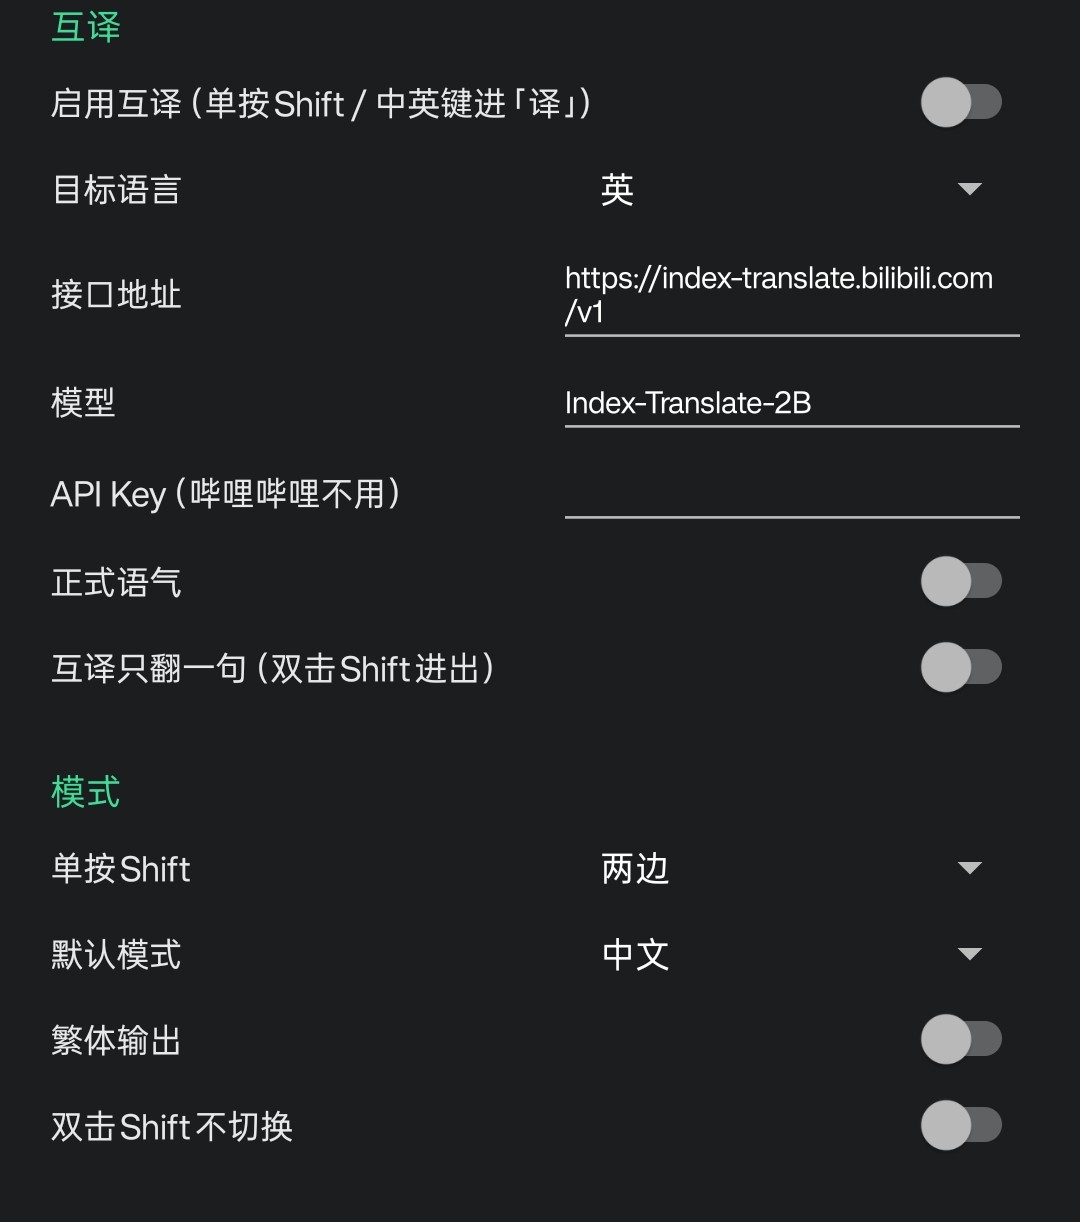 互译
启用互译（单按Shift / 中英键进「译」）
目标语言 英
接口地址 https://index-translate.bilibili.com
/v1
模型 Index-Translate-2B
API Key（哔哩哔哩不用）
正式语气
互译只翻一句（双击Shift进出）
模式
单按Shift 两边
默认模式 中文
繁体输出
双击Shift不切换